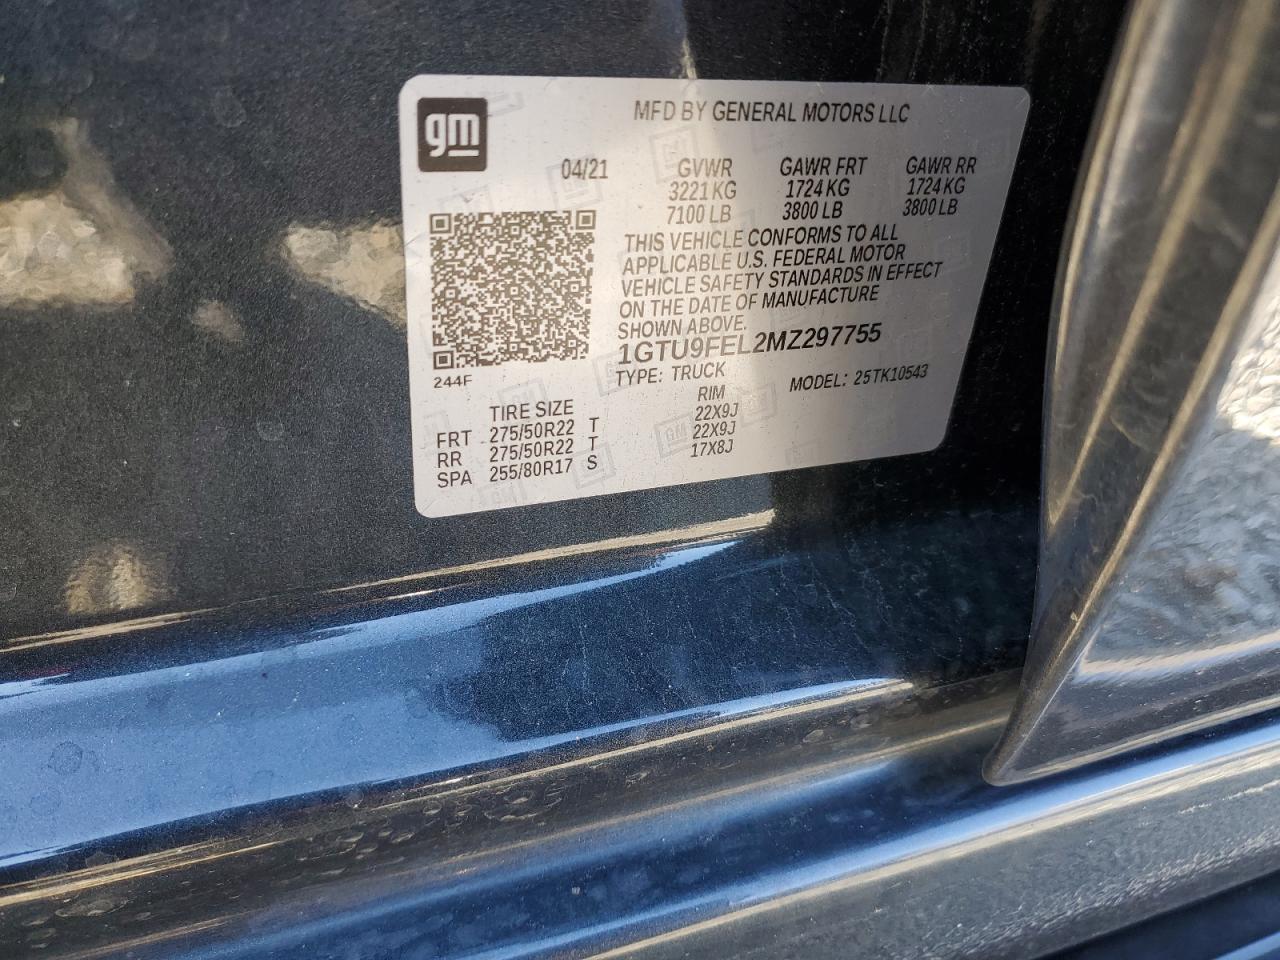 gm
MFD BY GENERAL MOTORS LLC
04/21 GVWR GAWR FRT GAWR RR
3221 KG 1724 KG 1724 KG
7100 LB 3800 LB 3800 LB
THIS VEHICLE CONFORMS TO ALL
APPLICABLE U.S. FEDERAL MOTOR
VEHICLE SAFETY STANDARDS IN EFFECT
ON THE DATE OF MANUFACTURE
SHOWN ABOVE.
1GTU9FEL2MZ297755
244F
TYPE: TRUCK MODEL: 25TK10543
TIRE SIZE RIM
FRT 275/50R22 T 22X9J
RR 275/50R22 T 22X9J
SPA 255/80R17 S 17X8J